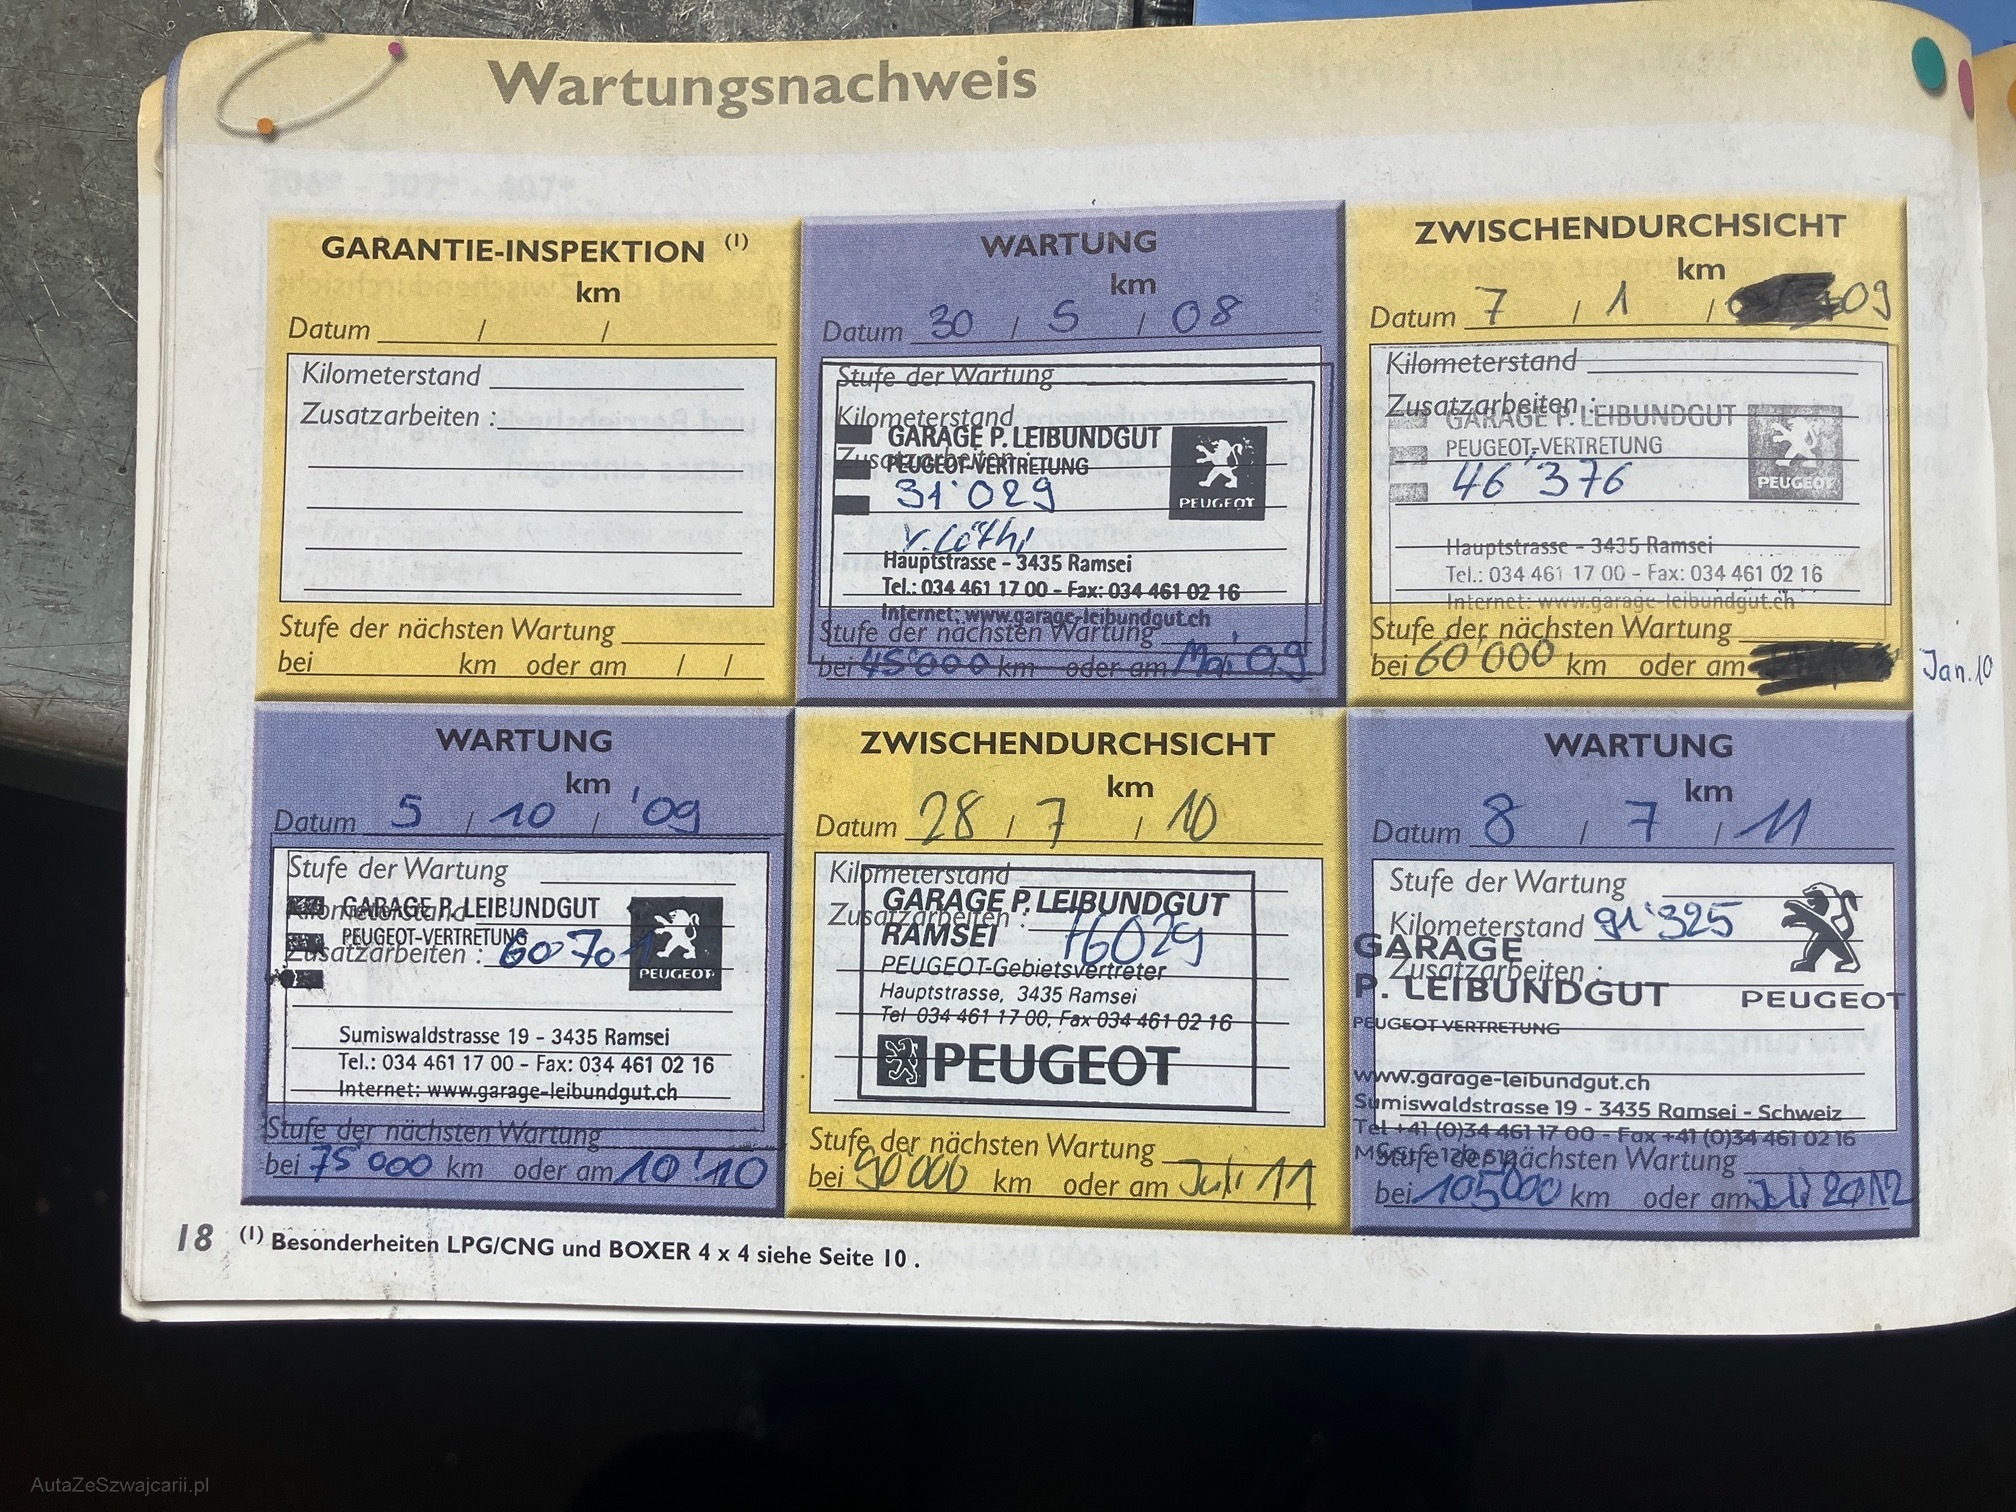 Wartungsnachweis
GARANTIE-INSPEKTION (1)
km
Datum / /
Kilometerstand
Zusatzarbeiten :
Stufe der nächsten Wartung
bei km oder am / /
WARTUNG
km
Datum 30 / 5 / 08
Stufe der Wartung
Kilometerstand
GARAGE P. LEIBUNDGUT
Zusatzarbeiten :
PEUGEOT-VERTRETUNG
31'029
PEUGEOT
Hauptstrasse - 3435 Ramsei
Tel.: 034 461 17 00 - Fax: 034 461 02 16
Internet: www.garage-leibundgut.ch
Stufe der nächsten Wartung
bei 45'000 km oder am Mai 09
ZWISCHENDURCHSICHT
km
Datum 7 / 1 / 09
Kilometerstand
Zusatzarbeiten :
GARAGE P. LEIBUNDGUT
PEUGEOT-VERTRETUNG
46'376
PEUGEOT
Hauptstrasse - 3435 Ramsei
Tel.: 034 461 17 00 - Fax: 034 461 02 16
Internet: www.garage-leibundgut.ch
Stufe der nächsten Wartung
bei 60'000 km oder am Jan. 10
WARTUNG
km
Datum 5 / 10 / '09
Stufe der Wartung
Kilometerstand
GARAGE P. LEIBUNDGUT
PEUGEOT-VERTRETUNG
Zusatzarbeiten : 60701
PEUGEOT
Sumiswaldstrasse 19 - 3435 Ramsei
Tel.: 034 461 17 00 - Fax: 034 461 02 16
Internet: www.garage-leibundgut.ch
Stufe der nächsten Wartung
bei 75'000 km oder am 10'10
ZWISCHENDURCHSICHT
km
Datum 28 / 7 / 10
Kilometerstand
GARAGE P. LEIBUNDGUT
Zusatzarbeiten :
RAMSEI 76029
PEUGEOT-Gebietsvertreter
Hauptstrasse, 3435 Ramsei
Tel 034 461 17 00, Fax 034 461 02 16
PEUGEOT
Stufe der nächsten Wartung
bei 90'000 km oder am Juli 11
WARTUNG
km
Datum 8 / 7 / 11
Stufe der Wartung
Kilometerstand 91'325
GARAGE
Zusatzarbeiten :
P. LEIBUNDGUT
PEUGEOT
PEUGEOT VERTRETUNG
www.garage-leibundgut.ch
Sumiswaldstrasse 19 - 3435 Ramsei - Schweiz
Tel +41 (0)34 461 17 00 - Fax +41 (0)34 461 02 16
Stufe der nächsten Wartung
bei 105000 km oder am Juli 2012
18 (1) Besonderheiten LPG/CNG und BOXER 4 x 4 siehe Seite 10 .
AutaZeSzwajcarii.pl